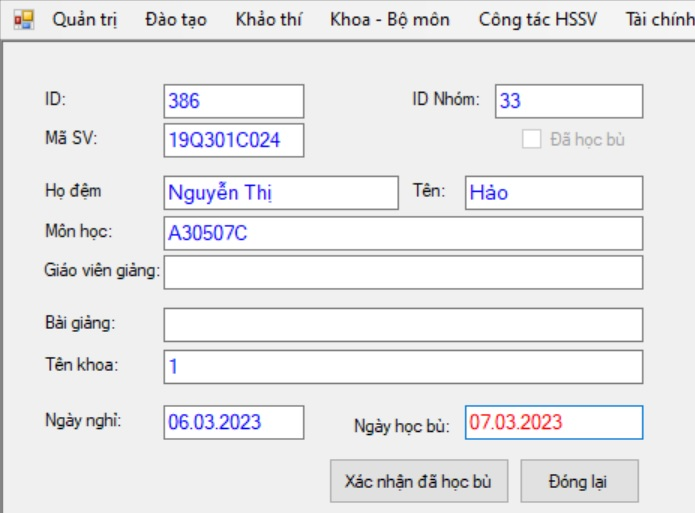 Quản trị Đào tạo Khảo thí Khoa - Bộ môn Công tác HSSV Tài chính
ID: 386 ID Nhóm: 33
Mã SV: 19Q301C024 Đã học bù
Họ đệm Nguyễn Thị Tên: Hảo
Môn học: A30507C
Giáo viên giảng:
Bài giảng:
Tên khoa: 1
Ngày nghỉ: 06.03.2023 Ngày học bù: 07.03.2023
Xác nhận đã học bù Đóng lại